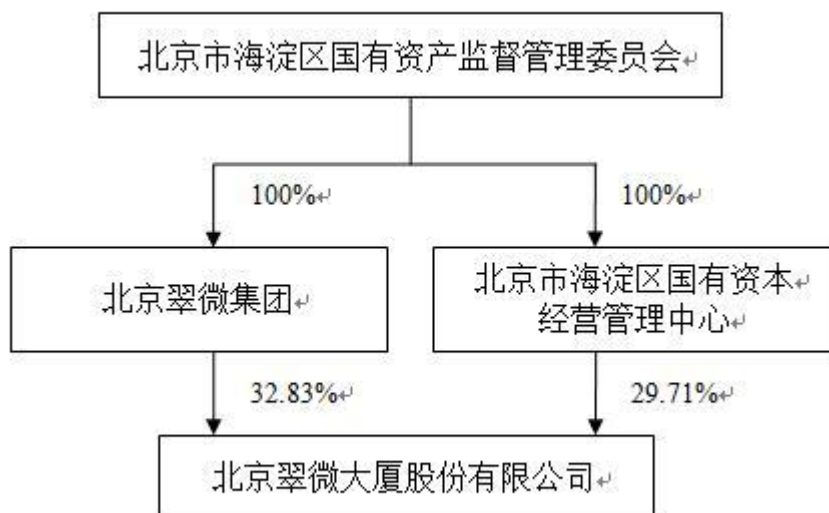 北京市海淀区国有资产监督管理委员会↵
100%↵
100%↵
北京翠微集团↵
北京市海淀区国有资本↵
经营管理中心↵
32.83%↵
29.71%↵
北京翠微大厦股份有限公司↵